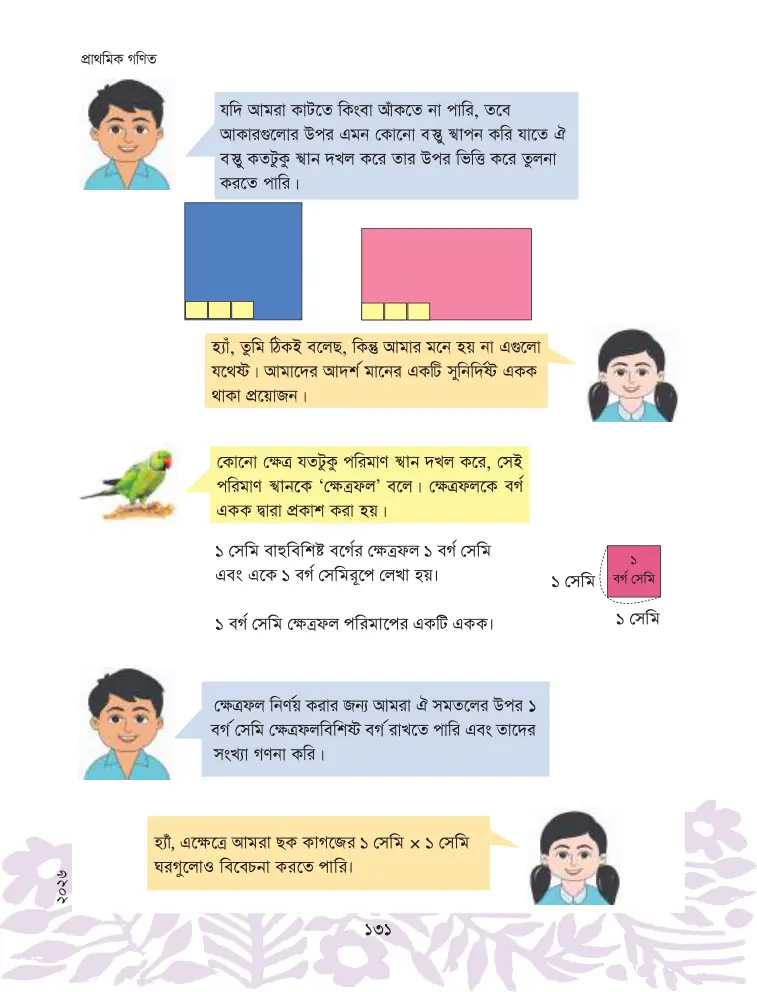 প্রাথমিক গণিত
যদি আমরা কাটতে কিংবা আঁকতে না পারি, তবে
আকারগুলোর উপর এমন কোনো বস্তু স্থাপন করি যাতে ঐ
বস্তু কতটুকু স্থান দখল করে তার উপর ভিত্তি করে তুলনা
করতে পারি।
হ্যাঁ, তুমি ঠিকই বলেছ, কিন্তু আমার মনে হয় না এগুলো
যথেষ্ট। আমাদের আদর্শ মানের একটি সুনির্দিষ্ট একক
থাকা প্রয়োজন।
কোনো ক্ষেত্র যতটুকু পরিমাণ স্থান দখল করে, সেই
পরিমাণ স্থানকে ‘ক্ষেত্রফল’ বলে। ক্ষেত্রফলকে বর্গ
একক দ্বারা প্রকাশ করা হয়।
১ সেমি বাহুবিশিষ্ট বর্গের ক্ষেত্রফল ১ বর্গ সেমি
এবং একে ১ বর্গ সেমিরূপে লেখা হয়।
১ বর্গ সেমি ক্ষেত্রফল পরিমাপের একটি একক।
১
বর্গ সেমি
১ সেমি
১ সেমি
ক্ষেত্রফল নির্ণয় করার জন্য আমরা ঐ সমতলের উপর ১
বর্গ সেমি ক্ষেত্রফলবিশিষ্ট বর্গ রাখতে পারি এবং তাদের
সংখ্যা গণনা করি।
হ্যাঁ, এক্ষেত্রে আমরা ছক কাগজের ১ সেমি × ১ সেমি
ঘরগুলোও বিবেচনা করতে পারি।
২০২৬
১৩১